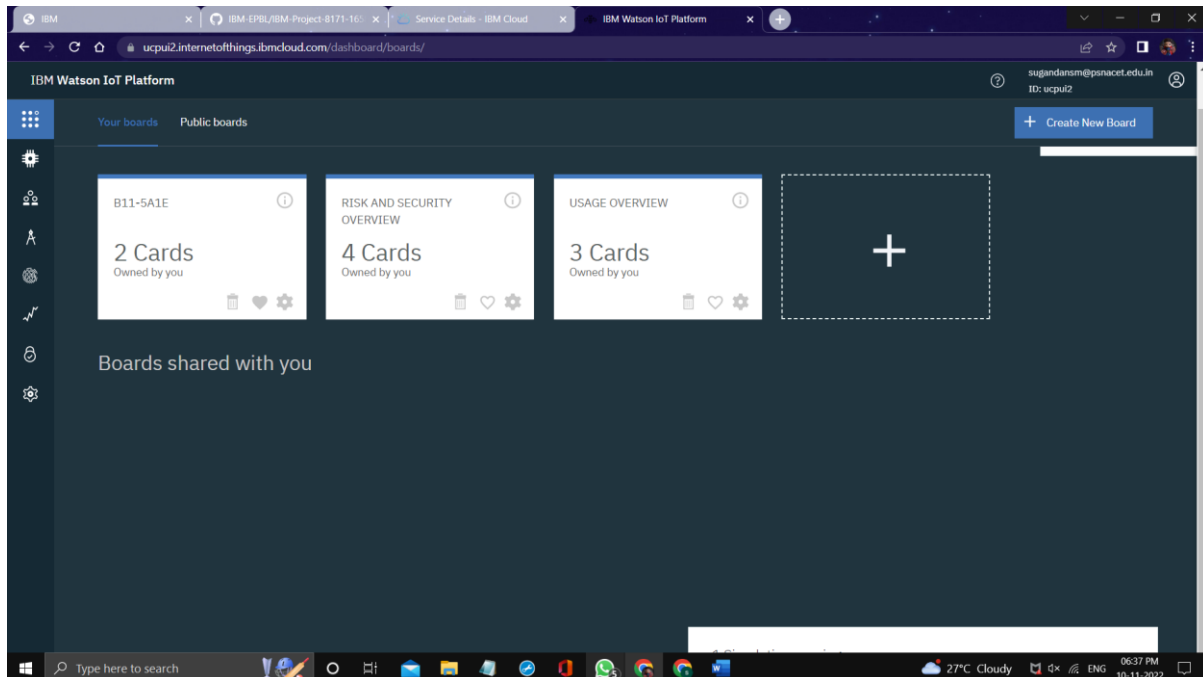 IBM
IBM-EPBL/IBM-Project-8171-165
Service Details - IBM Cloud
IBM Watson IoT Platform
ucpui2.internetofthings.ibmcloud.com/dashboard/boards/
IBM Watson IoT Platform
sugandansm@psnacet.edu.in
ID: ucpui2
Your boards Public boards
+ Create New Board
B11-5A1E
2 Cards
Owned by you
RISK AND SECURITY
OVERVIEW
4 Cards
Owned by you
USAGE OVERVIEW
3 Cards
Owned by you
Boards shared with you
Type here to search
5
27°C Cloudy
ENG
06:37 PM
10-11-2022